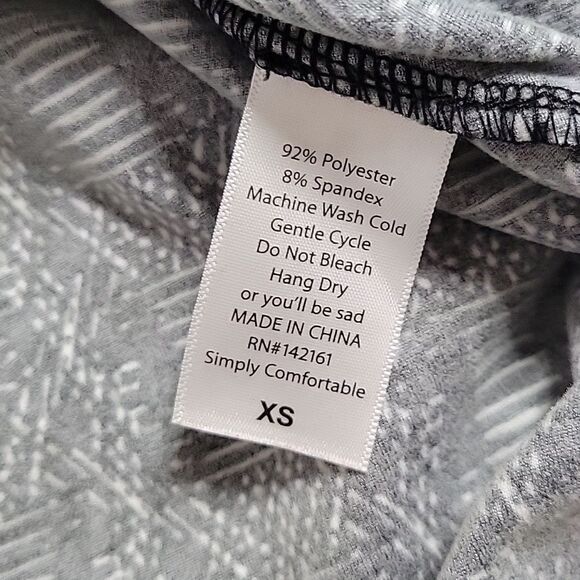 92% Polyester
8% Spandex
Machine Wash Cold
Gentle Cycle
Do Not Bleach
Hang Dry
or you'll be sad
MADE IN CHINA
RN#142161
Simply Comfortable
XS